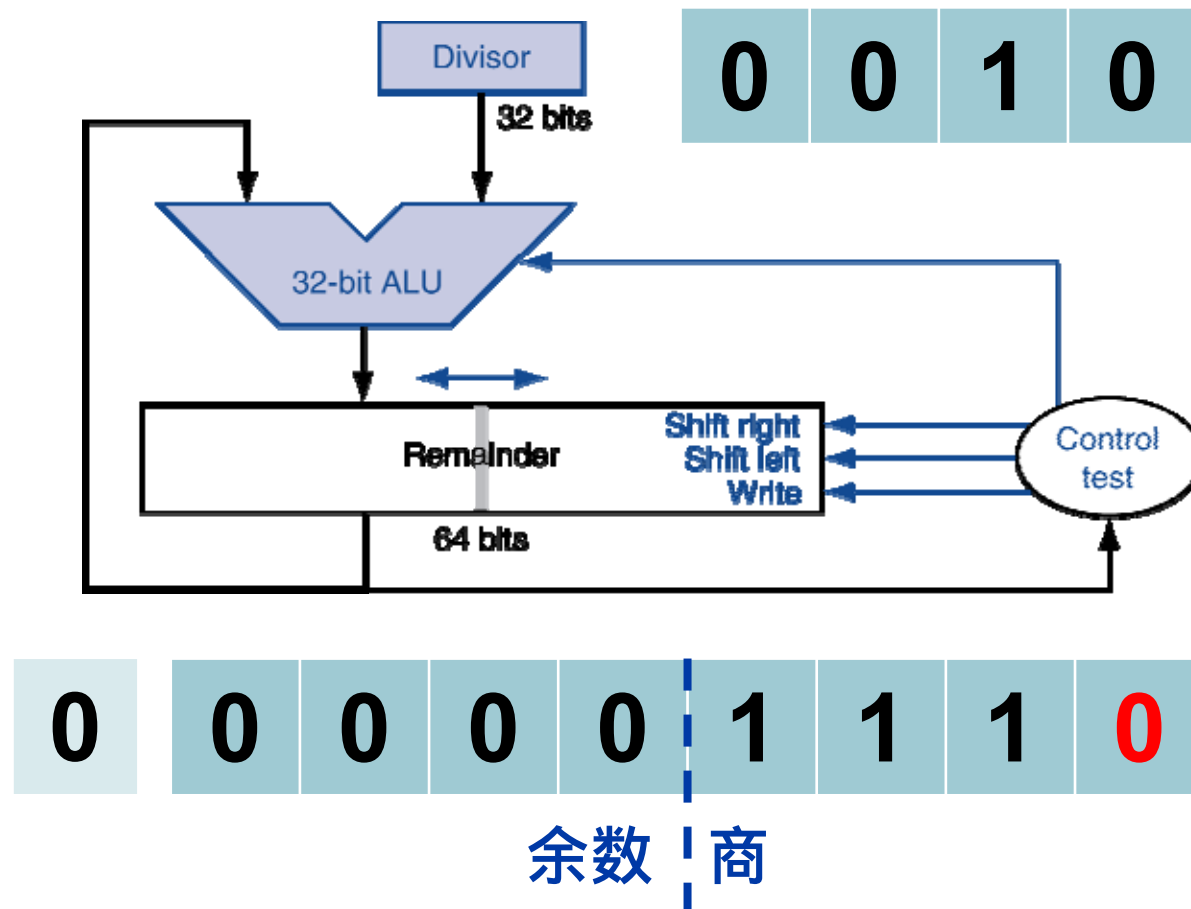 Divisor
0 0 1 0
32 bits
32-bit ALU
Remainder
Shift right
Shift left
Write
Control
test
64 bits
0 0 0 0 0 1 1 1 0
余数 商